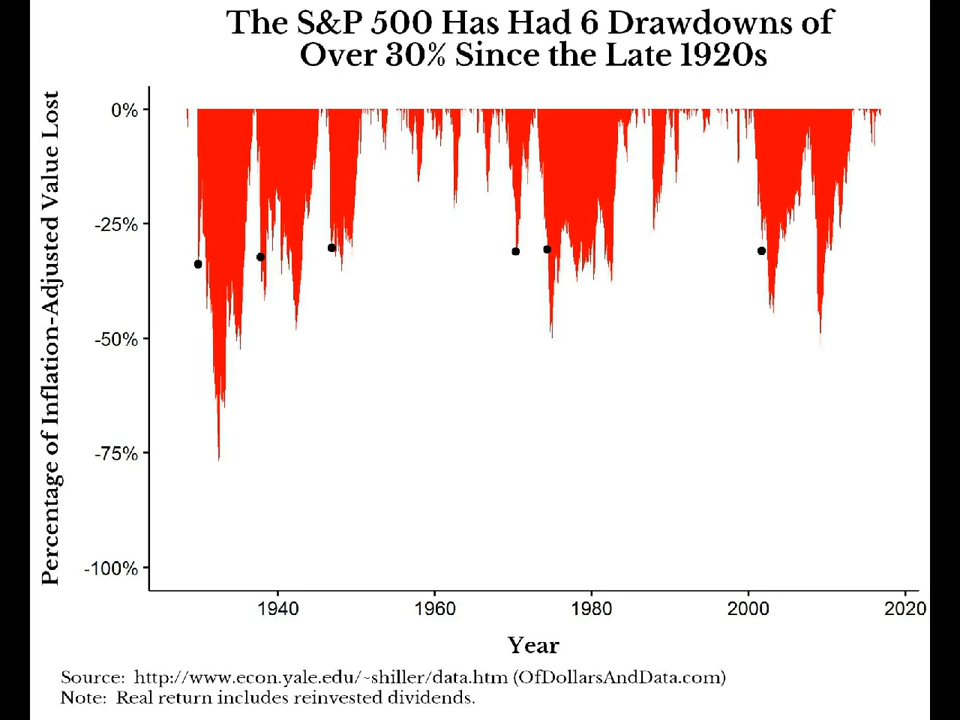 The S&P 500 Has Had 6 Drawdowns of
Over 30% Since the Late 1920s
Percentage of Inflation-Adjusted Value Lost
0%
-25%
-50%
-75%
-100%
1940 1960 1980 2000 2020
Year
Source: http://www.econ.yale.edu/~shiller/data.htm (OfDollarsAndData.com)
Note: Real return includes reinvested dividends.